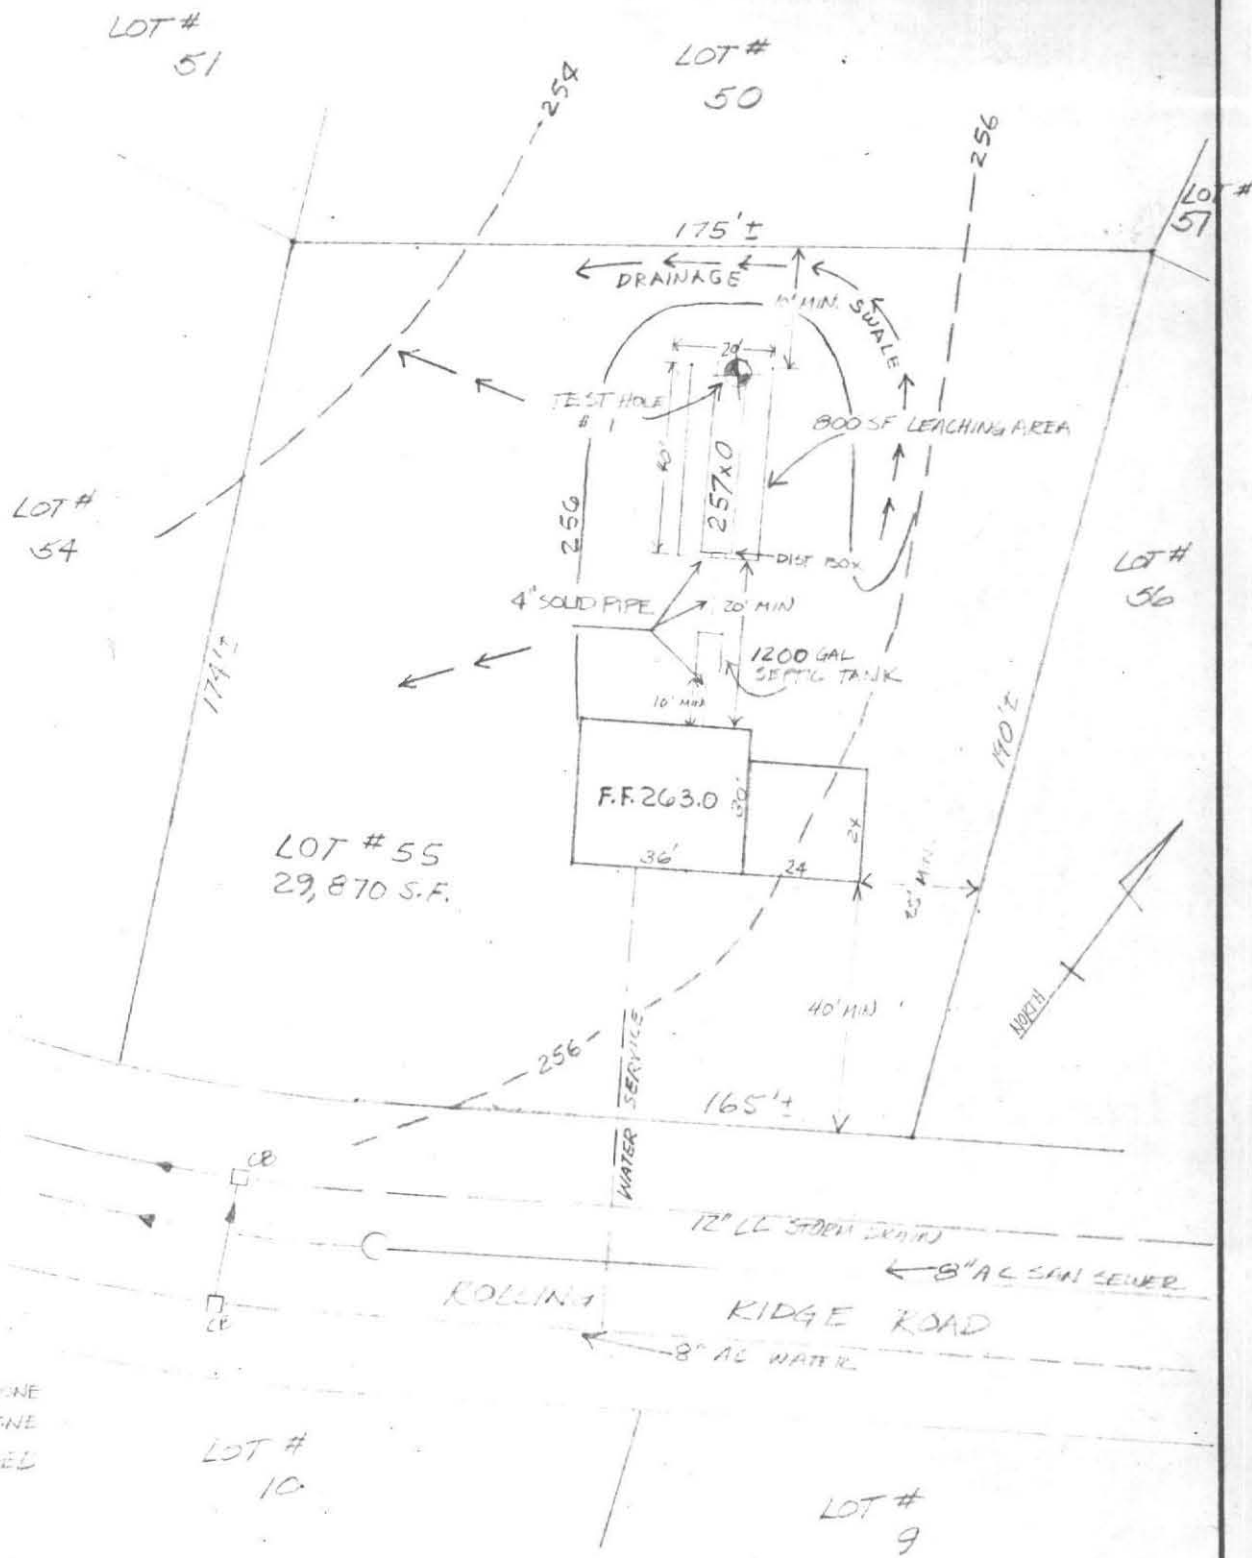 LOT #
51
LOT #
50
254
256
LOT #
57
175'±
DRAINAGE
10' MIN.
SWALE
20'
TEST HOLE
# 1
800 SF LEACHING AREA
40'
257x0
256
LOT #
54
DIST BOX
LOT #
56
4" SOLID PIPE
20' MIN
1200 GAL
SEPTIC TANK
10' MIN
174'±
190'±
F.F. 263.0
30'
24
36'
24
LOT # 55
29,870 S.F.
25' MIN.
40' MIN
NORTH
256
WATER SERVICE
165'±
CB
12" CC STORM DRAIN
8" AC SAN SEWER
ROLLING RIDGE ROAD
CB
8" AC WATER
ONE
ONE
LOT #
10
LOT #
9